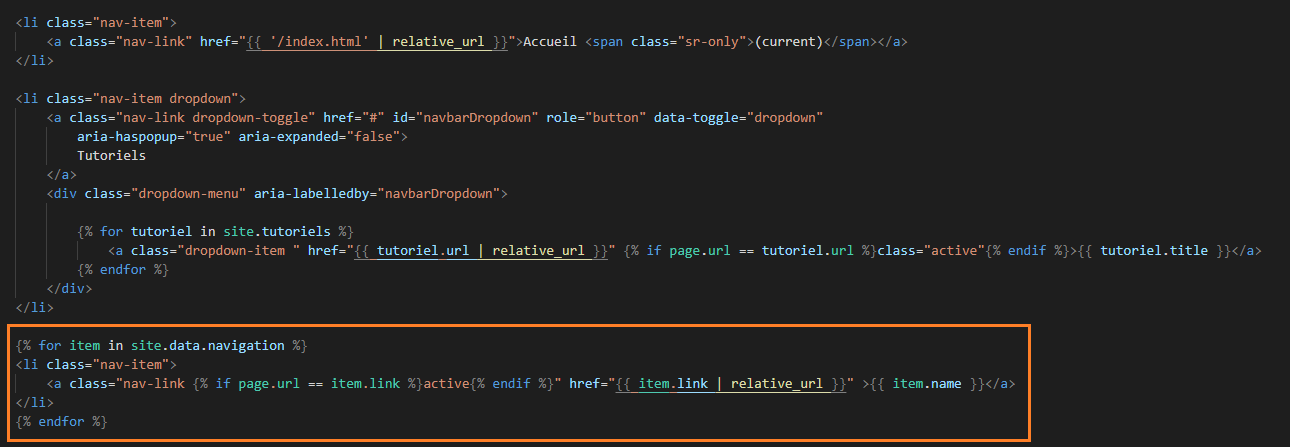 <li class="nav-item">
<a class="nav-link" href="{{ '/index.html' | relative_url }}">Accueil <span class="sr-only">(current)</span></a>
</li>
<li class="nav-item dropdown">
<a class="nav-link dropdown-toggle" href="#" id="navbarDropdown" role="button" data-toggle="dropdown"
aria-haspopup="true" aria-expanded="false">
Tutoriels
</a>
<div class="dropdown-menu" aria-labelledby="navbarDropdown">
{% for tutoriel in site.tutoriels %}
<a class="dropdown-item " href="{{ tutoriel.url | relative_url }}" {% if page.url == tutoriel.url %}class="active"{% endif %}>{{ tutoriel.title }}</a>
{% endfor %}
</div>
</li>
{% for item in site.data.navigation %}
<li class="nav-item">
<a class="nav-link {% if page.url == item.link %}active{% endif %}" href="{{ item.link | relative_url }}" >{{ item.name }}</a>
</li>
{% endfor %}